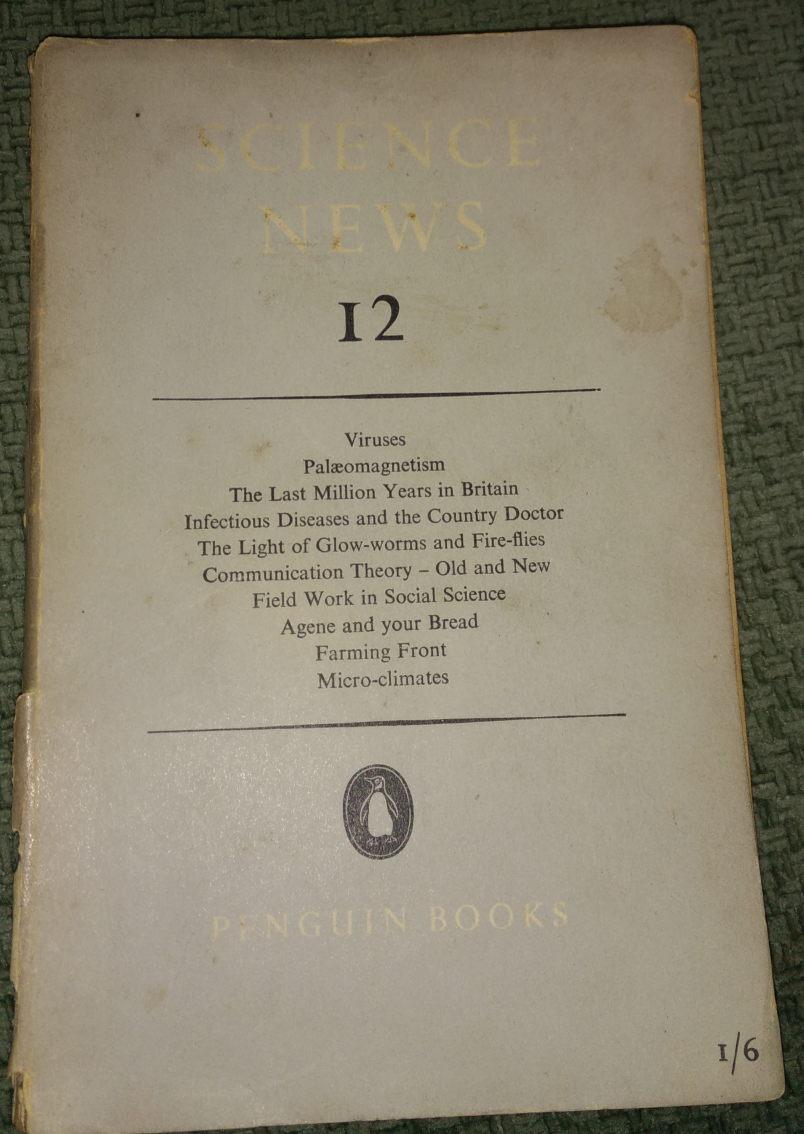 SCIENCE
NEWS
12
Viruses
Palæomagnetism
The Last Million Years in Britain
Infectious Diseases and the Country Doctor
The Light of Glow-worms and Fire-flies
Communication Theory – Old and New
Field Work in Social Science
Agene and your Bread
Farming Front
Micro-climates
PENGUIN BOOKS
1/6